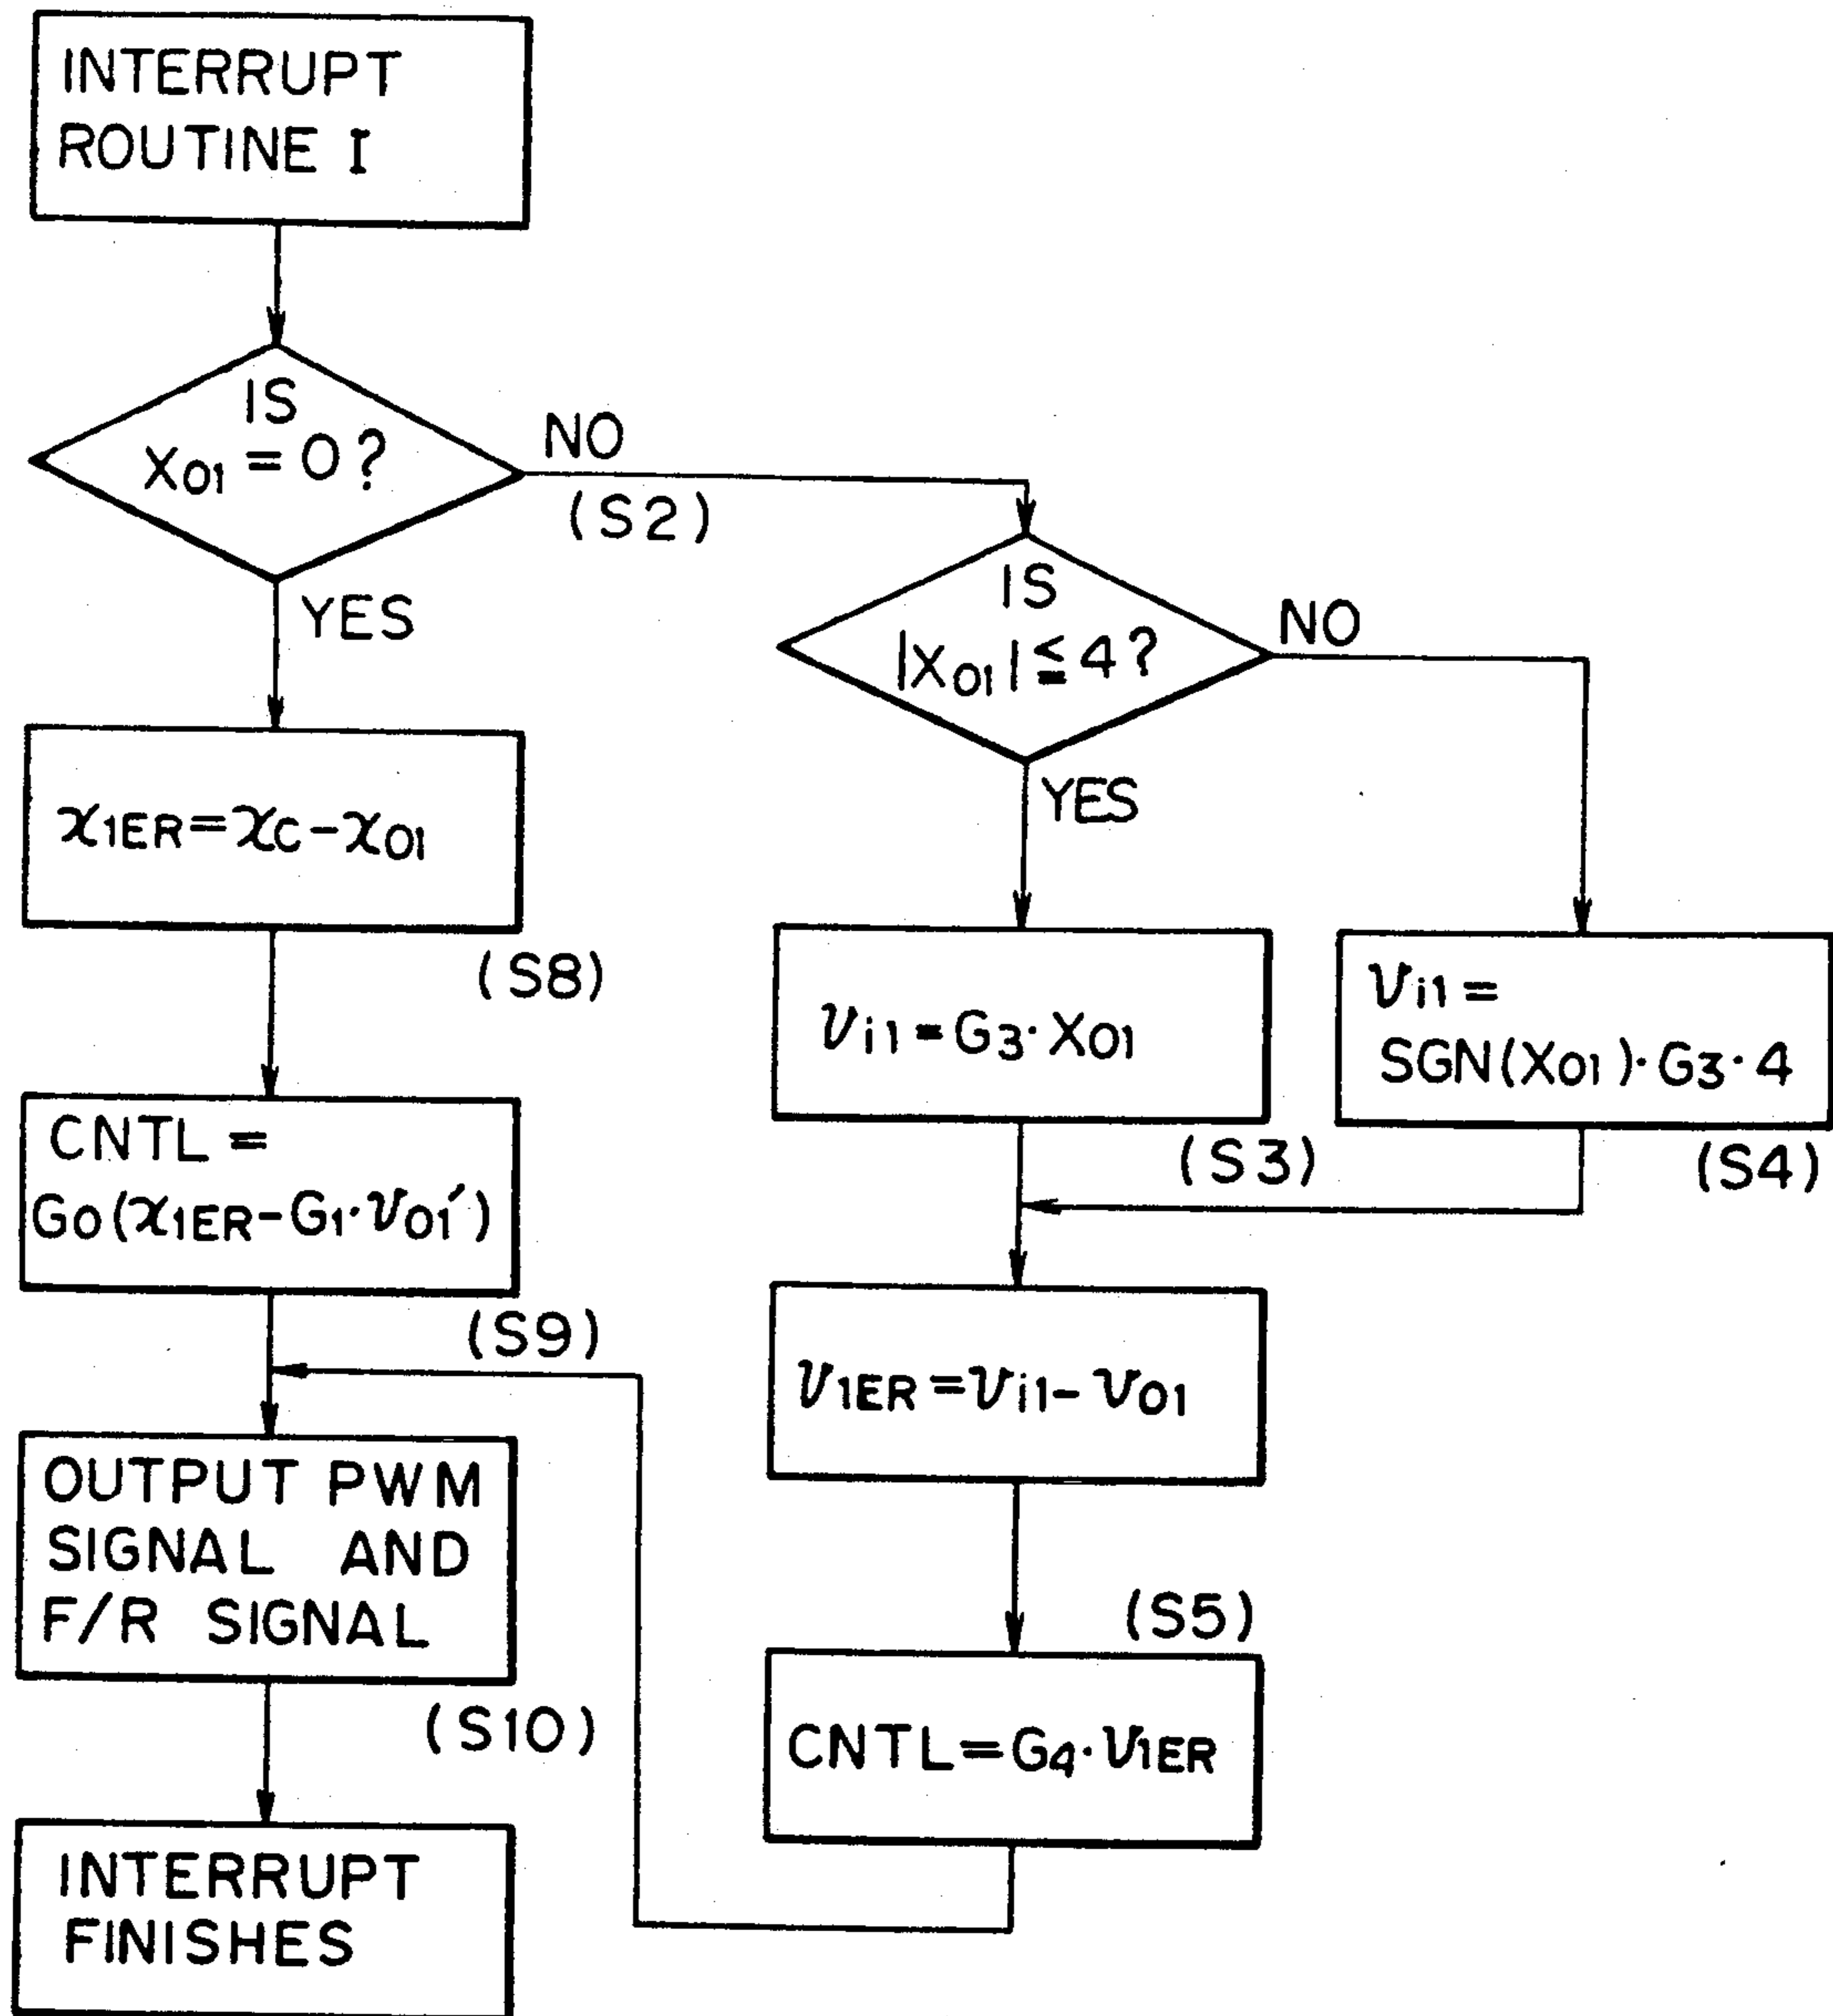 INTERRUPT
ROUTINE I
IS
X01 = 0?
NO
(S2)
YES
x1ER = xC - x01
(S8)
CNTL =
G0(x1ER - G1·v01′)
(S9)
OUTPUT PWM
SIGNAL AND
F/R SIGNAL
(S10)
INTERRUPT
FINISHES
IS
|X01| ≦ 4?
NO
YES
vi1 = G3·X01
(S3)
vi1 =
SGN(X01)·G3·4
(S4)
v1ER = vi1 - v01
(S5)
CNTL = G4·v1ER